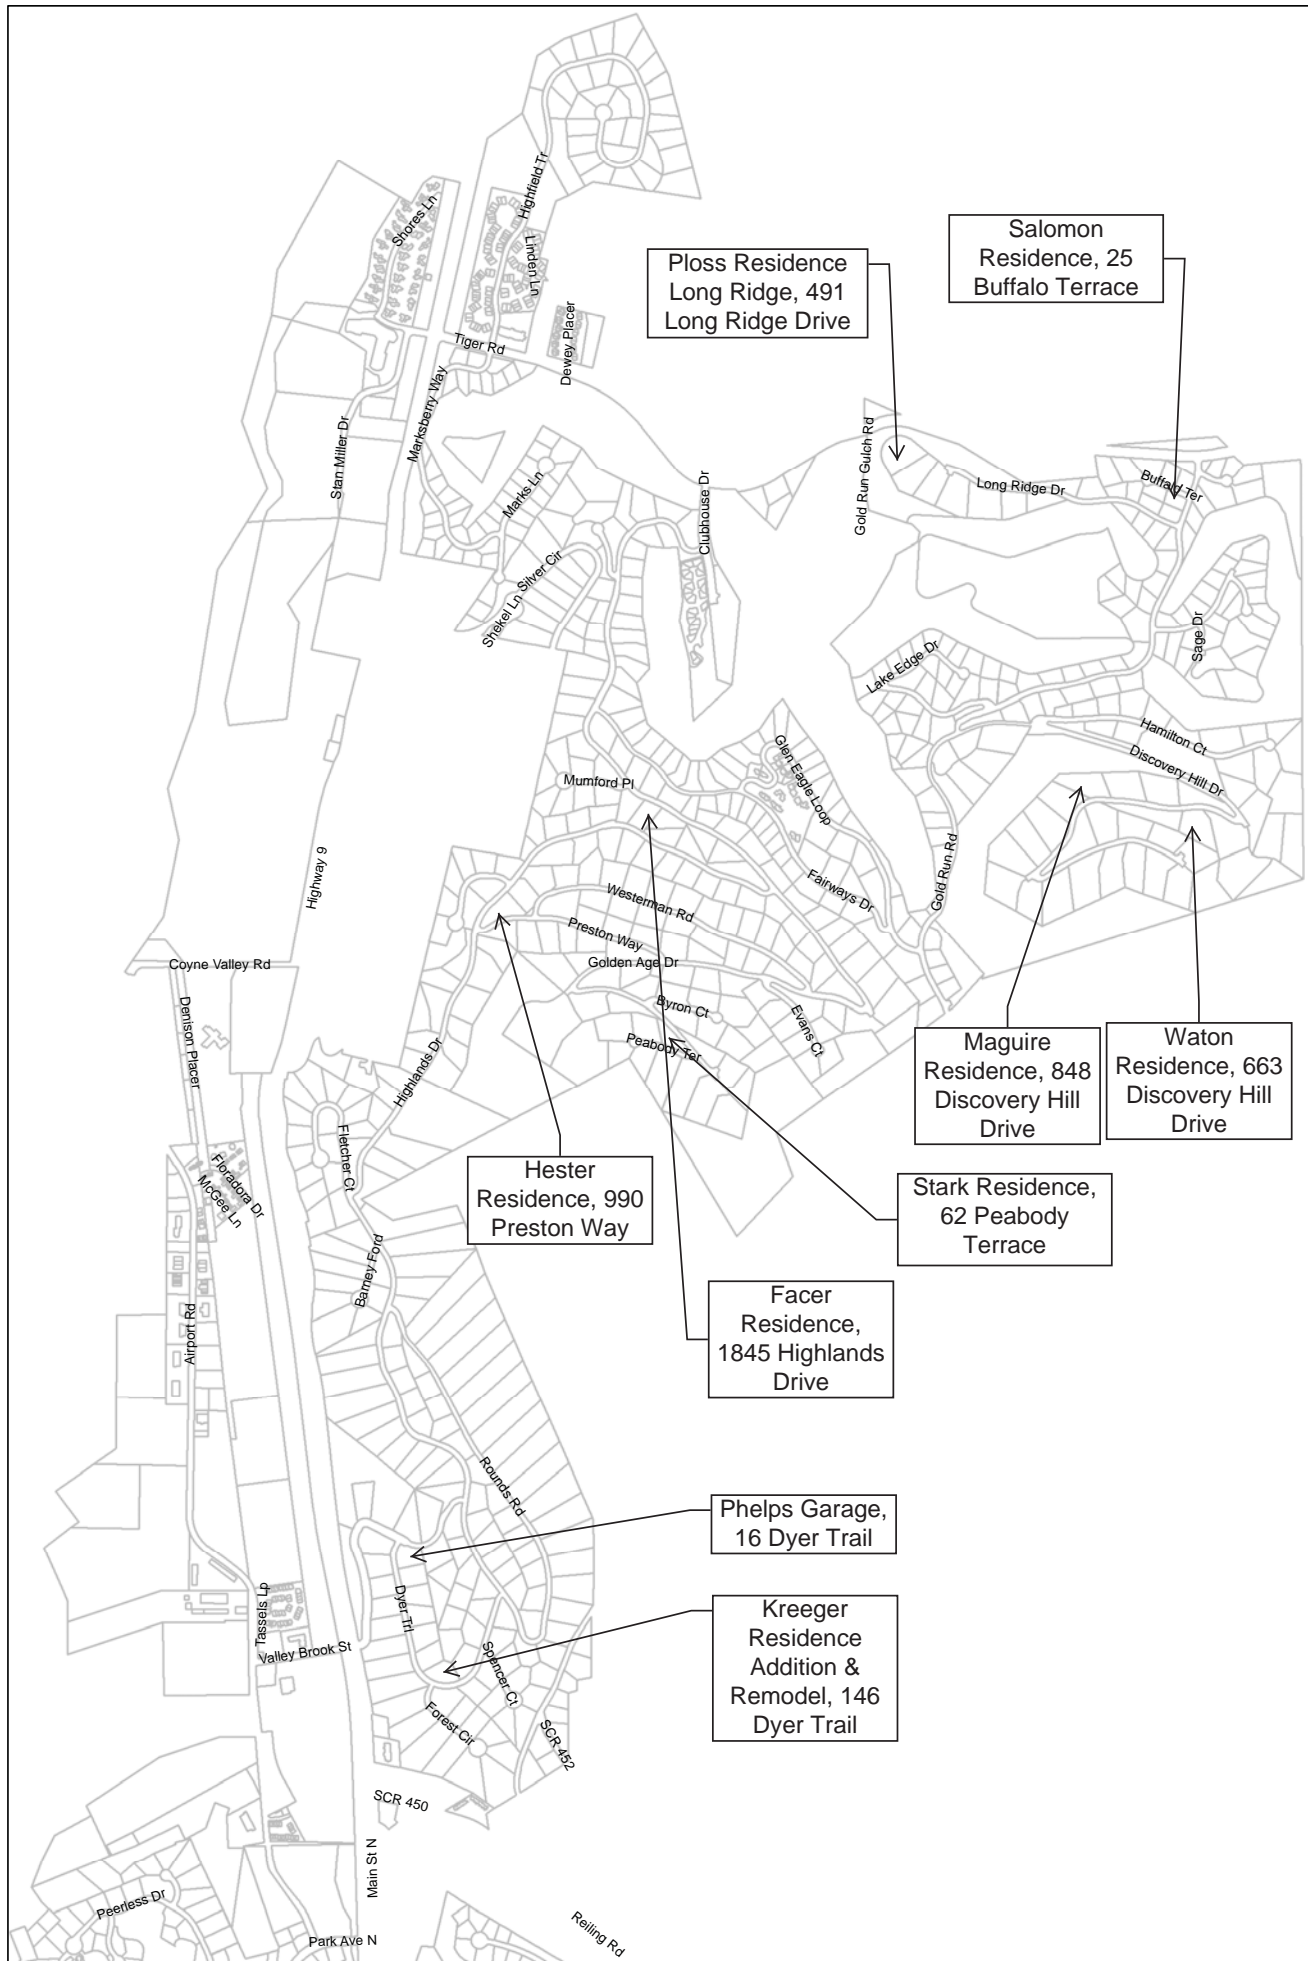 Highfield Tr
Shores Ln
Linden Ln
Salomon
Residence, 25
Buffalo Terrace
Ploss Residence
Long Ridge, 491
Long Ridge Drive
Dewey Placer
Tiger Rd
Marksberry Way
Stan Miller Dr
Gold Run Gulch Rd
Marks Ln
Clubhouse Dr
Long Ridge Dr
Buffalo Ter
Silver Cir
Shekel Ln
Sage Dr
Lake Edge Dr
Hamilton Ct
Discovery Hill Dr
Glen Eagle Loop
Mumford Pl
Highway 9
Gold Run Rd
Fairways Dr
Westerman Rd
Preston Way
Golden Age Dr
Coyne Valley Rd
Denison Placer
Byron Ct
Evans Ct
Peabody Ter
Highlands Dr
Maguire
Residence, 848
Discovery Hill
Drive
Waton
Residence, 663
Discovery Hill
Drive
Fletcher Ct
Floradora Dr
McGee Ln
Hester
Residence, 990
Preston Way
Stark Residence,
62 Peabody
Terrace
Barney Ford
Airport Rd
Facer
Residence,
1845 Highlands
Drive
Rounds Rd
Phelps Garage,
16 Dyer Trail
Dyer Trl
Tassels Lp
Valley Brook St
Spencer Ct
Kreeger
Residence
Addition &
Remodel, 146
Dyer Trail
Forest Cir
SCR 452
SCR 450
Main St N
Peerless Dr
Park Ave N
Reiling Rd